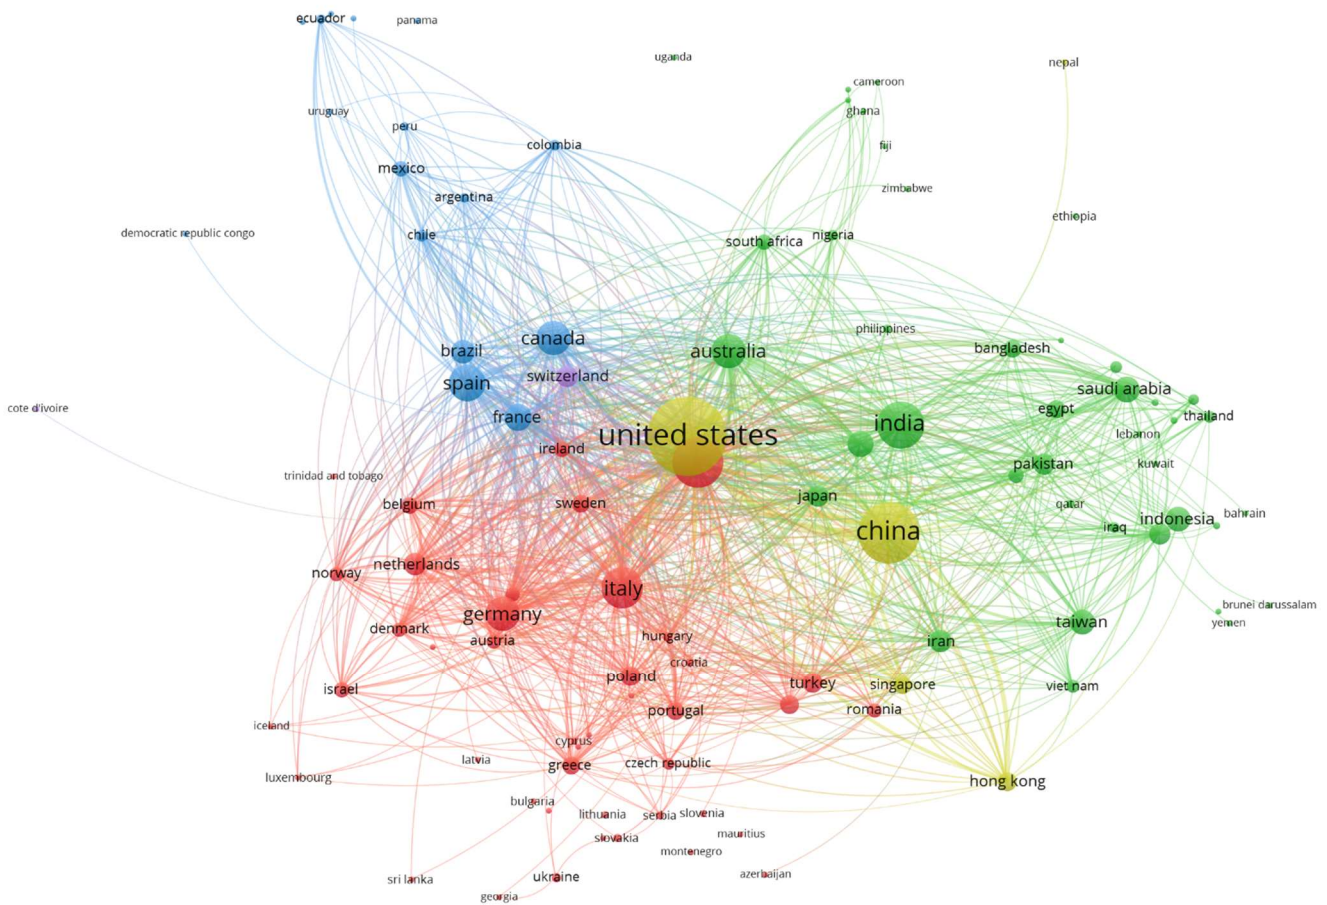 ecuador
panama
uganda
nepal
cameroon
uruguay
ghana
peru
colombia
fiji
mexico
zimbabwe
argentina
ethiopia
democratic republic congo
chile
south africa
nigeria
philippines
canada
brazil
australia
bangladesh
switzerland
spain
saudi arabia
cote d'ivoire
egypt
thailand
france
india
united states
lebanon
ireland
pakistan
kuwait
trinidad and tobago
japan
belgium
sweden
qatar
bahrain
indonesia
iraq
china
netherlands
norway
italy
brunei darussalam
germany
taiwan
yemen
denmark
hungary
austria
iran
croatia
poland
turkey
singapore
viet nam
israel
portugal
romania
iceland
cyprus
latvia
greece
czech republic
luxembourg
hong kong
bulgaria
lithuania
serbia
slovenia
mauritius
slovakia
montenegro
azerbaijan
ukraine
sri lanka
georgia